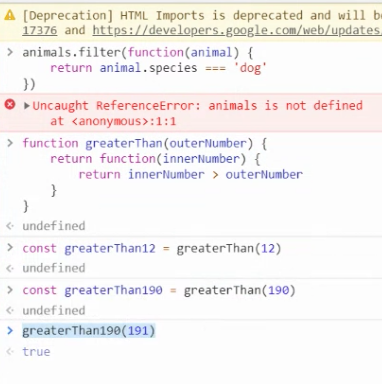 [Deprecation] HTML Imports is deprecated and will be
17376 and https://developers.google.com/web/updates/
animals.filter(function(animal) {
return animal.species === 'dog'
})
Uncaught ReferenceError: animals is not defined
at <anonymous>:1:1
function greaterThan(outerNumber) {
return function(innerNumber) {
return innerNumber > outerNumber
}
}
undefined
const greaterThan12 = greaterThan(12)
undefined
const greaterThan190 = greaterThan(190)
undefined
greaterThan190(191)
true